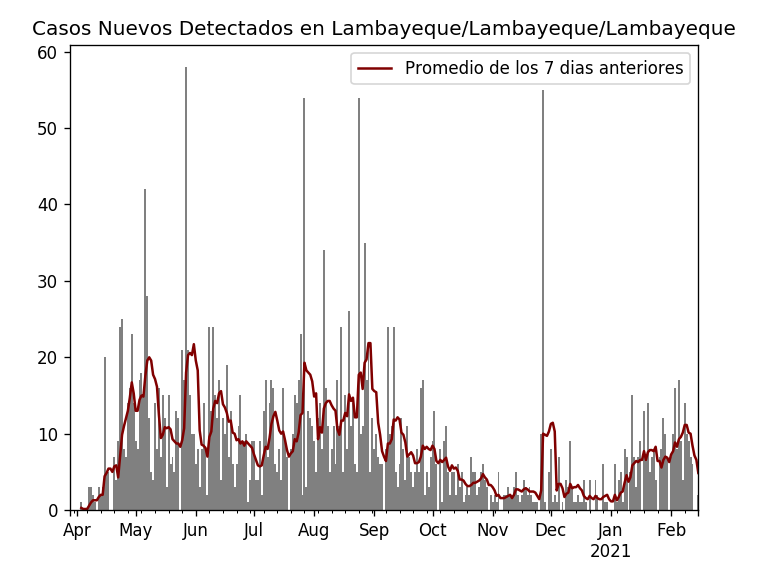 Casos Nuevos Detectados en Lambayeque/Lambayeque/Lambayeque
Promedio de los 7 dias anteriores
60
50
40
30
20
10
0
Apr May Jun Jul Aug Sep Oct Nov Dec Jan Feb
2021